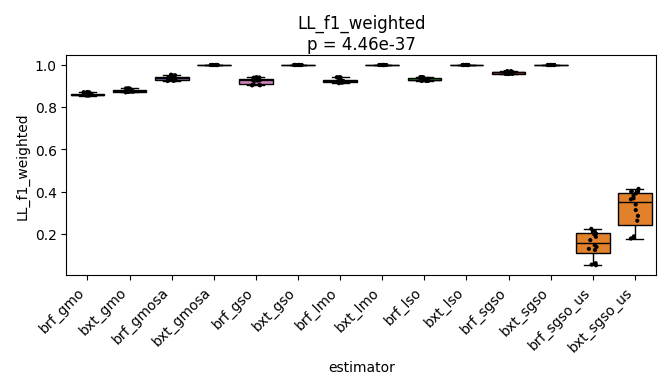 LL_f1_weighted
p = 4.46e-37
LL_f1_weighted
1.0
0.8
0.6
0.4
0.2
brf_gmo
bxt_gmo
brf_gmosa
bxt_gmosa
brf_gso
bxt_gso
brf_lmo
bxt_lmo
brf_lso
bxt_lso
brf_sgso
bxt_sgso
brf_sgso_us
bxt_sgso_us
estimator